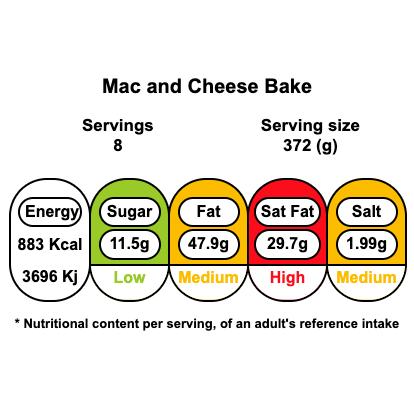 Mac and Cheese Bake
Servings Serving size
8 372 (g)
Energy Sugar Fat Sat Fat Salt
883 Kcal 11.5g 47.9g 29.7g 1.99g
3696 Kj Low Medium High Medium
* Nutritional content per serving, of an adult's reference intake